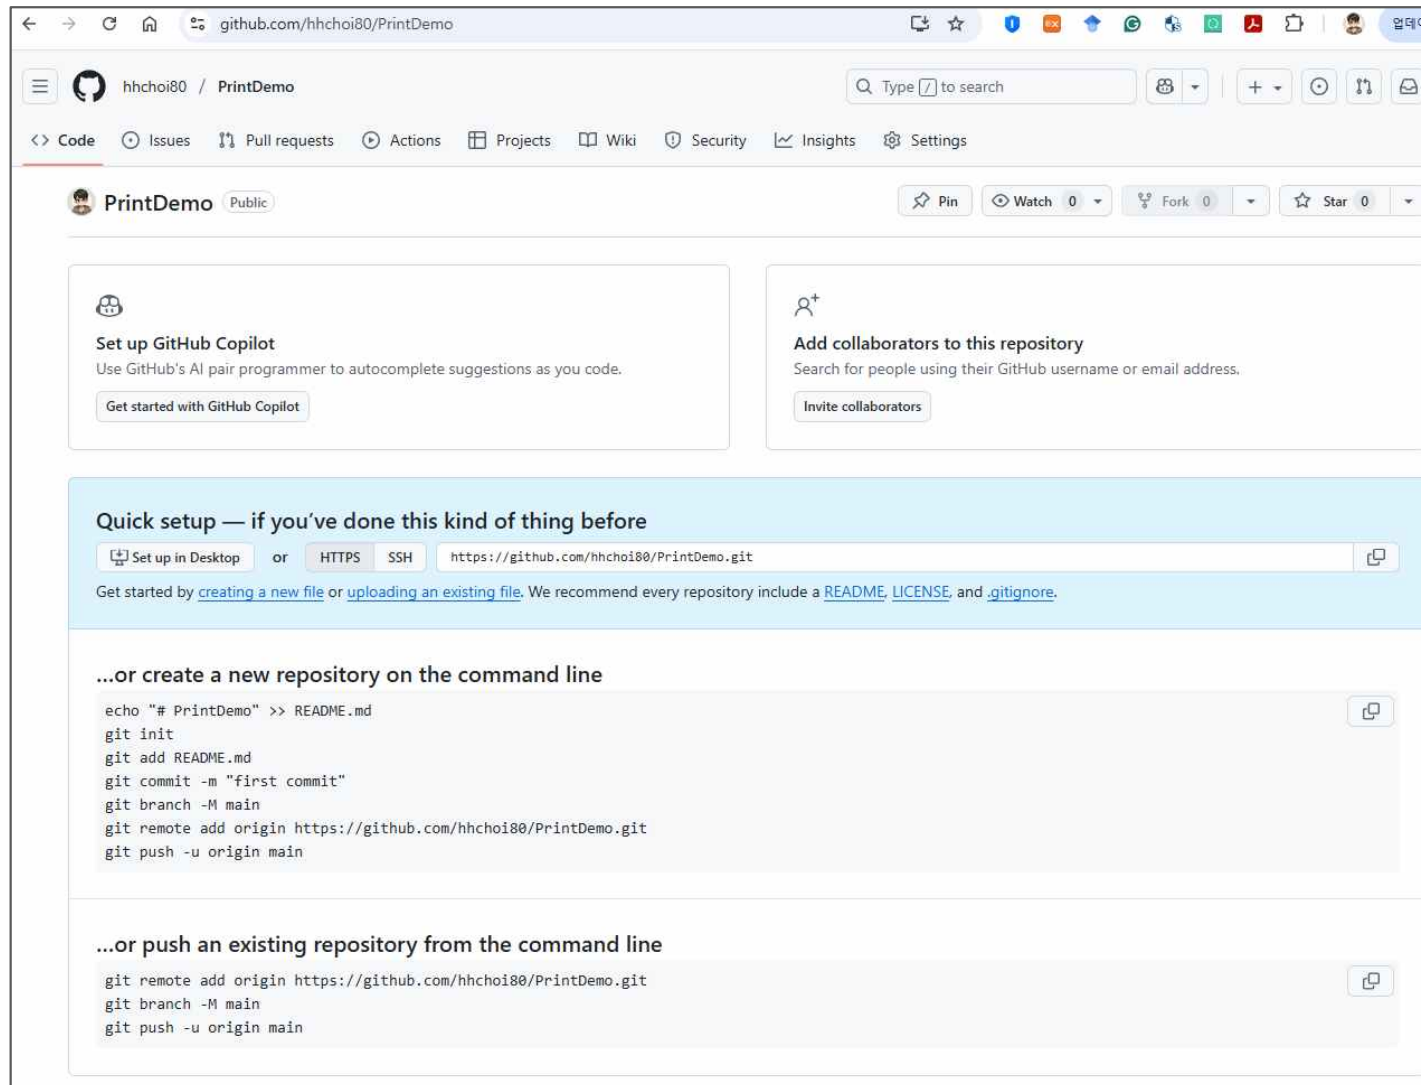 github.com/hhchoi80/PrintDemo
hhchoi80 / PrintDemo
Type / to search
Code Issues Pull requests Actions Projects Wiki Security Insights Settings
PrintDemo Public
Pin Watch 0 Fork 0 Star 0
Set up GitHub Copilot
Use GitHub's AI pair programmer to autocomplete suggestions as you code.
Get started with GitHub Copilot
Add collaborators to this repository
Search for people using their GitHub username or email address.
Invite collaborators
Quick setup — if you've done this kind of thing before
Set up in Desktop or HTTPS SSH https://github.com/hhchoi80/PrintDemo.git
Get started by creating a new file or uploading an existing file. We recommend every repository include a README, LICENSE, and .gitignore.
...or create a new repository on the command line
echo "# PrintDemo" >> README.md
git init
git add README.md
git commit -m "first commit"
git branch -M main
git remote add origin https://github.com/hhchoi80/PrintDemo.git
git push -u origin main
...or push an existing repository from the command line
git remote add origin https://github.com/hhchoi80/PrintDemo.git
git branch -M main
git push -u origin main